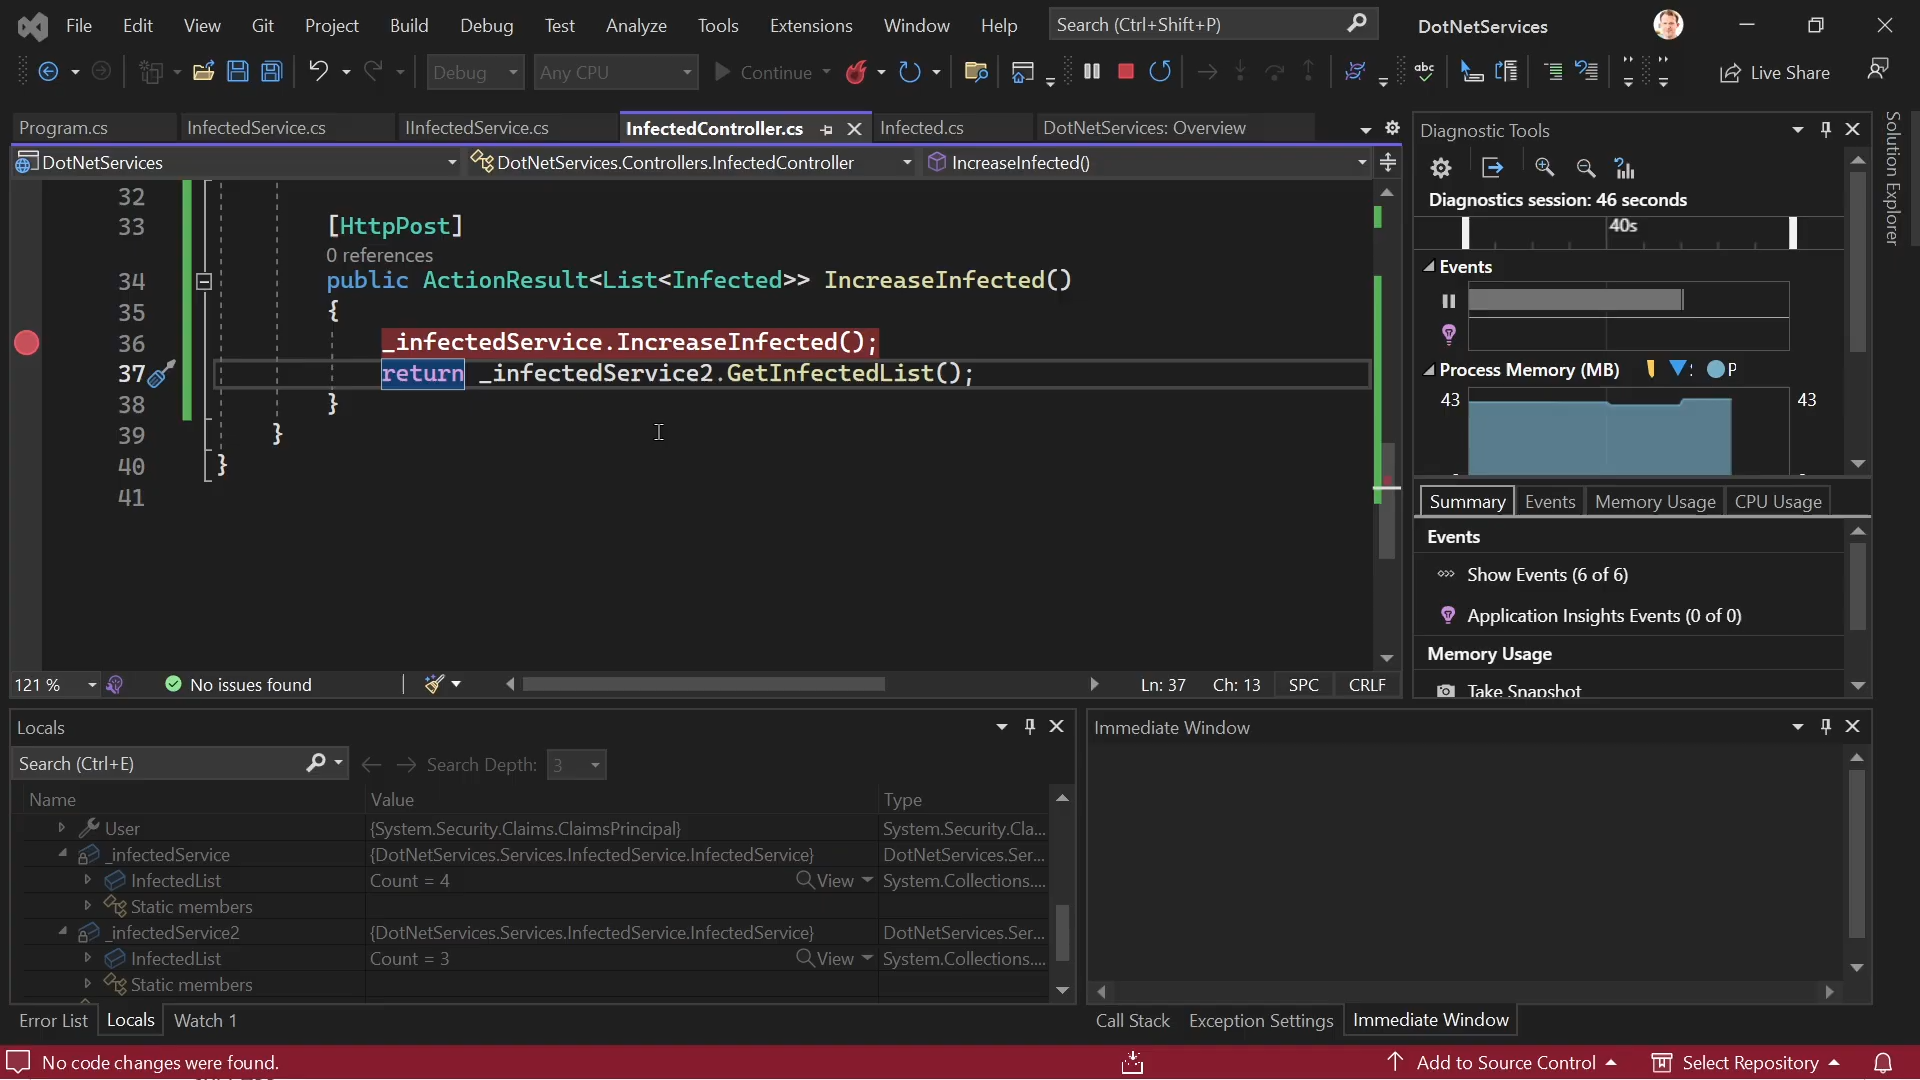 File Edit View Git Project Build Debug Test Analyze Tools Extensions Window Help Search (Ctrl+Shift+P) DotNetServices
Debug Any CPU Continue abc Live Share
Program.cs InfectedService.cs IInfectedService.cs InfectedController.cs Infected.cs DotNetServices: Overview
DotNetServices DotNetServices.Controllers.InfectedController IncreaseInfected()
32
33 [HttpPost]
0 references
34 public ActionResult<List<Infected>> IncreaseInfected()
35 {
36 _infectedService.IncreaseInfected();
37 return _infectedService2.GetInfectedList();
38 }
39 }
40 }
41
121 % No issues found Ln: 37 Ch: 13 SPC CRLF
Diagnostic Tools
Diagnostics session: 46 seconds
40s
Events
Process Memory (MB) P
43 43
Summary Events Memory Usage CPU Usage
Events
Show Events (6 of 6)
Application Insights Events (0 of 0)
Memory Usage
Take Snapshot
Solution Explorer
Locals
Search (Ctrl+E) Search Depth: 3
Name Value Type
User {System.Security.Claims.ClaimsPrincipal} System.Security.Cla...
_infectedService {DotNetServices.Services.InfectedService.InfectedService} DotNetServices.Ser...
InfectedList Count = 4 View System.Collections....
Static members
_infectedService2 {DotNetServices.Services.InfectedService.InfectedService} DotNetServices.Ser...
InfectedList Count = 3 View System.Collections....
Static members
Error List Locals Watch 1
Immediate Window
Call Stack Exception Settings Immediate Window
No code changes were found. Add to Source Control Select Repository